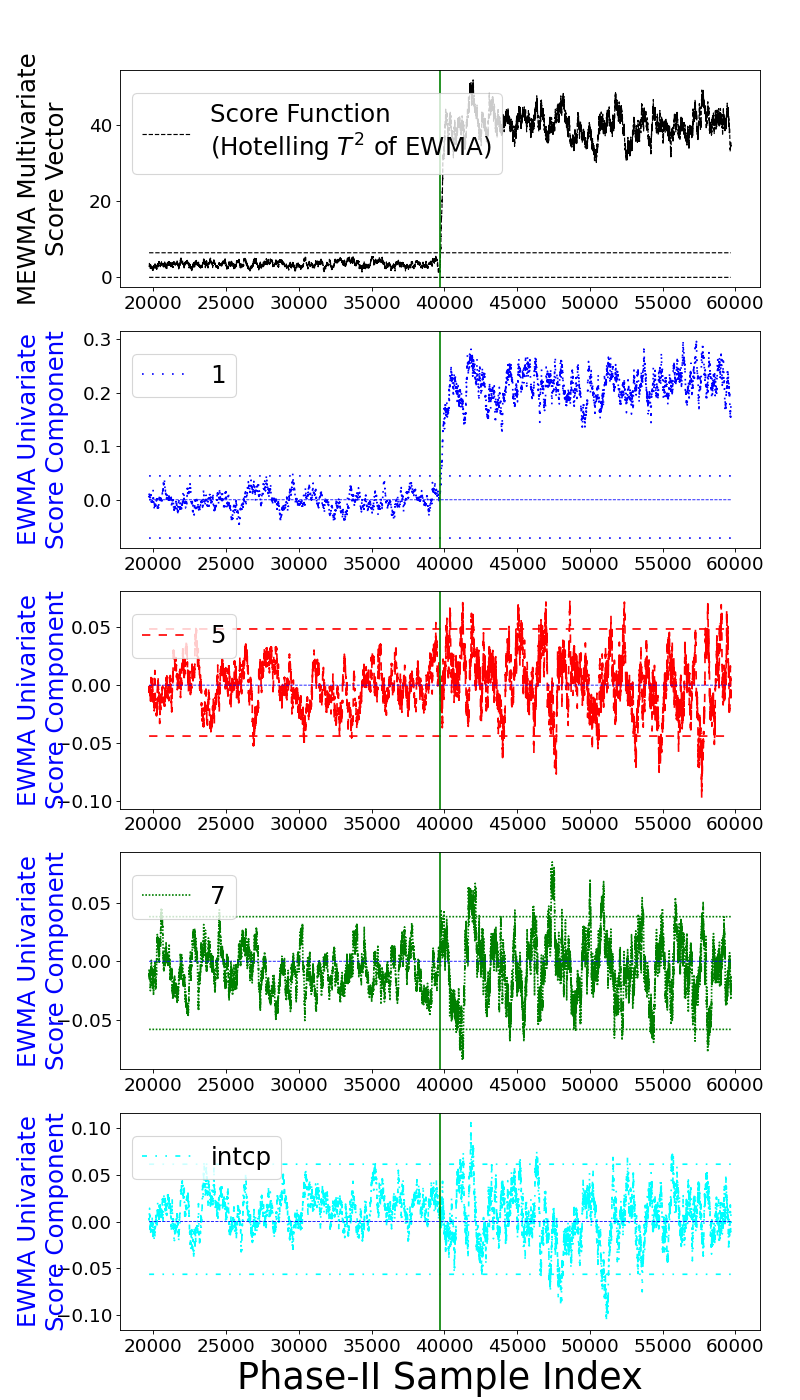 MEWMA Multivariate
Score Vector
40
20
0
Score Function
(Hotelling T² of EWMA)
20000 25000 30000 35000 40000 45000 50000 55000 60000
EWMA Univariate
Score Component
0.3
0.2
0.1
0.0
1
20000 25000 30000 35000 40000 45000 50000 55000 60000
EWMA Univariate
Score Component
0.05
0.00
−0.05
−0.10
5
20000 25000 30000 35000 40000 45000 50000 55000 60000
EWMA Univariate
Score Component
0.05
0.00
−0.05
7
20000 25000 30000 35000 40000 45000 50000 55000 60000
EWMA Univariate
Score Component
0.10
0.05
0.00
−0.05
−0.10
intcp
20000 25000 30000 35000 40000 45000 50000 55000 60000
Phase-II Sample Index